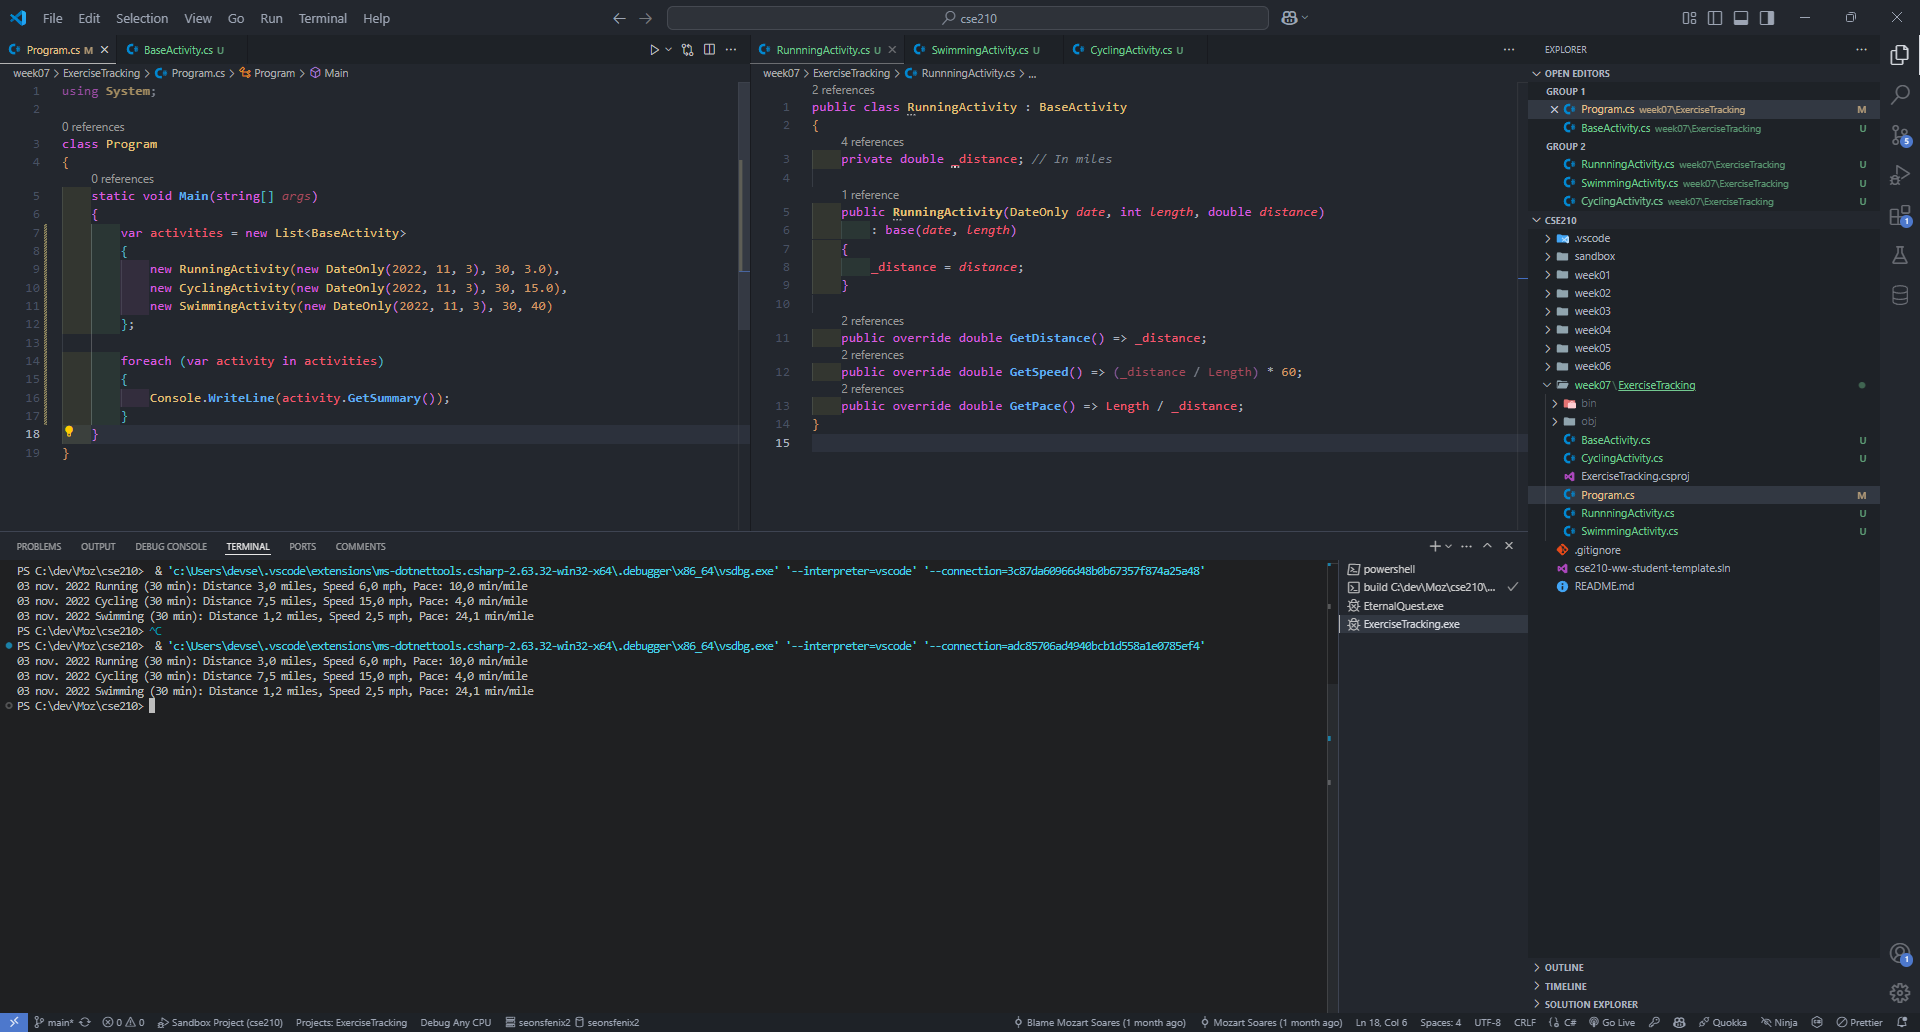 File Edit Selection View Go Run Terminal Help
cse210
Program.cs M
BaseActivity.cs U
week07 > ExerciseTracking > Program.cs > Program > Main
1 using System;
2
0 references
3 class Program
4 {
0 references
5 static void Main(string[] args)
6 {
7 var activities = new List<BaseActivity>
8 {
9 new RunningActivity(new DateOnly(2022, 11, 3), 30, 3.0),
10 new CyclingActivity(new DateOnly(2022, 11, 3), 30, 15.0),
11 new SwimmingActivity(new DateOnly(2022, 11, 3), 30, 40)
12 };
13
14 foreach (var activity in activities)
15 {
16 Console.WriteLine(activity.GetSummary());
17 }
18 }
19 }
RunnningActivity.cs U
SwimmingActivity.cs U
CyclingActivity.cs U
week07 > ExerciseTracking > RunnningActivity.cs > ...
2 references
1 public class RunningActivity : BaseActivity
2 {
4 references
3 private double _distance; // In miles
4
1 reference
5 public RunningActivity(DateOnly date, int length, double distance)
6 : base(date, length)
7 {
8 _distance = distance;
9 }
10
2 references
11 public override double GetDistance() => _distance;
2 references
12 public override double GetSpeed() => (_distance / Length) * 60;
2 references
13 public override double GetPace() => Length / _distance;
14 }
15
EXPLORER
OPEN EDITORS
GROUP 1
Program.cs week07\ExerciseTracking M
BaseActivity.cs week07\ExerciseTracking U
GROUP 2
RunnningActivity.cs week07\ExerciseTracking U
SwimmingActivity.cs week07\ExerciseTracking U
CyclingActivity.cs week07\ExerciseTracking U
CSE210
.vscode
sandbox
week01
week02
week03
week04
week05
week06
week07\ExerciseTracking
bin
obj
BaseActivity.cs U
CyclingActivity.cs U
ExerciseTracking.csproj
Program.cs M
RunnningActivity.cs U
SwimmingActivity.cs U
.gitignore
cse210-ww-student-template.sln
README.md
OUTLINE
TIMELINE
SOLUTION EXPLORER
5
1
1
PROBLEMS OUTPUT DEBUG CONSOLE TERMINAL PORTS COMMENTS
PS C:\dev\Moz\cse210> & 'c:\Users\devse\.vscode\extensions\ms-dotnettools.csharp-2.63.32-win32-x64\.debugger\x86_64\vsdbg.exe' '--interpreter=vscode' '--connection=3c87da60966d48b0b67357f874a25a48'
03 nov. 2022 Running (30 min): Distance 3,0 miles, Speed 6,0 mph, Pace: 10,0 min/mile
03 nov. 2022 Cycling (30 min): Distance 7,5 miles, Speed 15,0 mph, Pace: 4,0 min/mile
03 nov. 2022 Swimming (30 min): Distance 1,2 miles, Speed 2,5 mph, Pace: 24,1 min/mile
PS C:\dev\Moz\cse210> ^C
PS C:\dev\Moz\cse210> & 'c:\Users\devse\.vscode\extensions\ms-dotnettools.csharp-2.63.32-win32-x64\.debugger\x86_64\vsdbg.exe' '--interpreter=vscode' '--connection=adc85706ad4940bcb1d558a1e0785ef4'
03 nov. 2022 Running (30 min): Distance 3,0 miles, Speed 6,0 mph, Pace: 10,0 min/mile
03 nov. 2022 Cycling (30 min): Distance 7,5 miles, Speed 15,0 mph, Pace: 4,0 min/mile
03 nov. 2022 Swimming (30 min): Distance 1,2 miles, Speed 2,5 mph, Pace: 24,1 min/mile
PS C:\dev\Moz\cse210>
powershell
build C:\dev\Moz\cse210\...
EternalQuest.exe
ExerciseTracking.exe
main* 0 0 Sandbox Project (cse210) Projects: ExerciseTracking Debug Any CPU seonsfenix2 seonsfenix2 Blame Mozart Soares (1 month ago) Mozart Soares (1 month ago) Ln 18, Col 6 Spaces: 4 UTF-8 CRLF C# Go Live Quokka Ninja Prettier